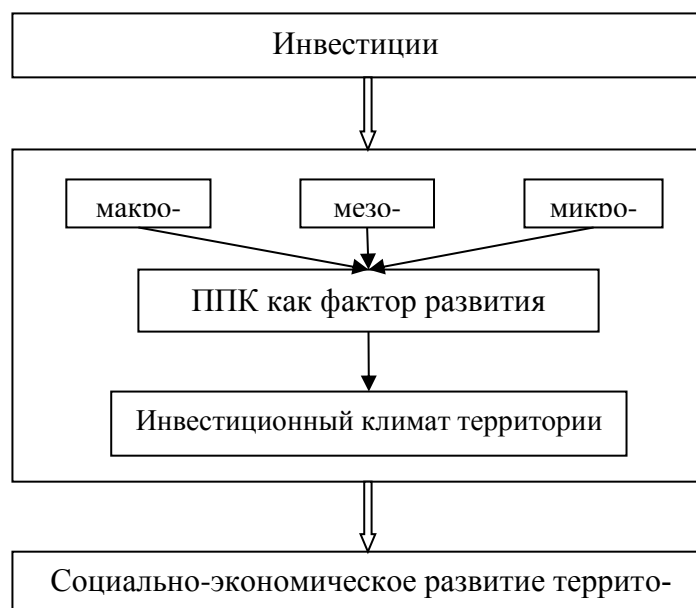 Инвестиции
макро- мезо- микро-
ППК как фактор развития
Инвестиционный климат территории
Социально-экономическое развитие террито-